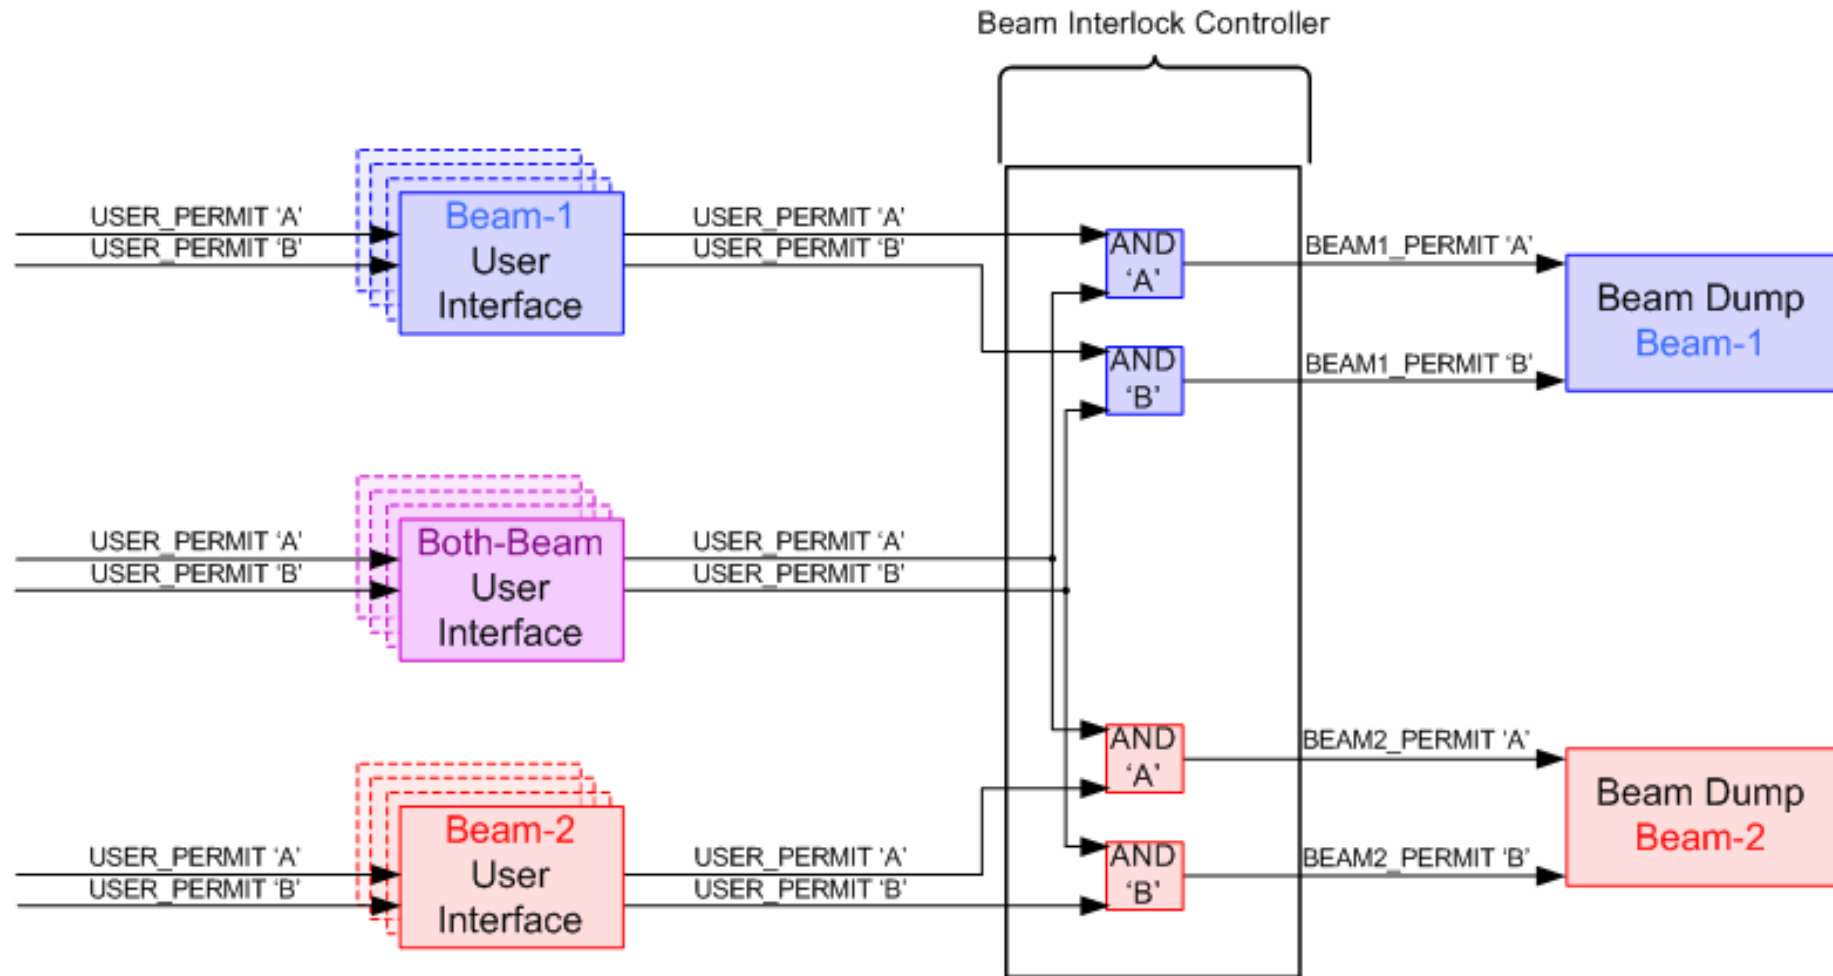 Beam Interlock Controller
USER_PERMIT ‘A’
USER_PERMIT ‘B’
Beam-1
User
Interface
USER_PERMIT ‘A’
USER_PERMIT ‘B’
AND
‘A’
AND
‘B’
BEAM1_PERMIT ‘A’
BEAM1_PERMIT ‘B’
Beam Dump
Beam-1
USER_PERMIT ‘A’
USER_PERMIT ‘B’
Both-Beam
User
Interface
USER_PERMIT ‘A’
USER_PERMIT ‘B’
USER_PERMIT ‘A’
USER_PERMIT ‘B’
Beam-2
User
Interface
USER_PERMIT ‘A’
USER_PERMIT ‘B’
AND
‘A’
AND
‘B’
BEAM2_PERMIT ‘A’
BEAM2_PERMIT ‘B’
Beam Dump
Beam-2